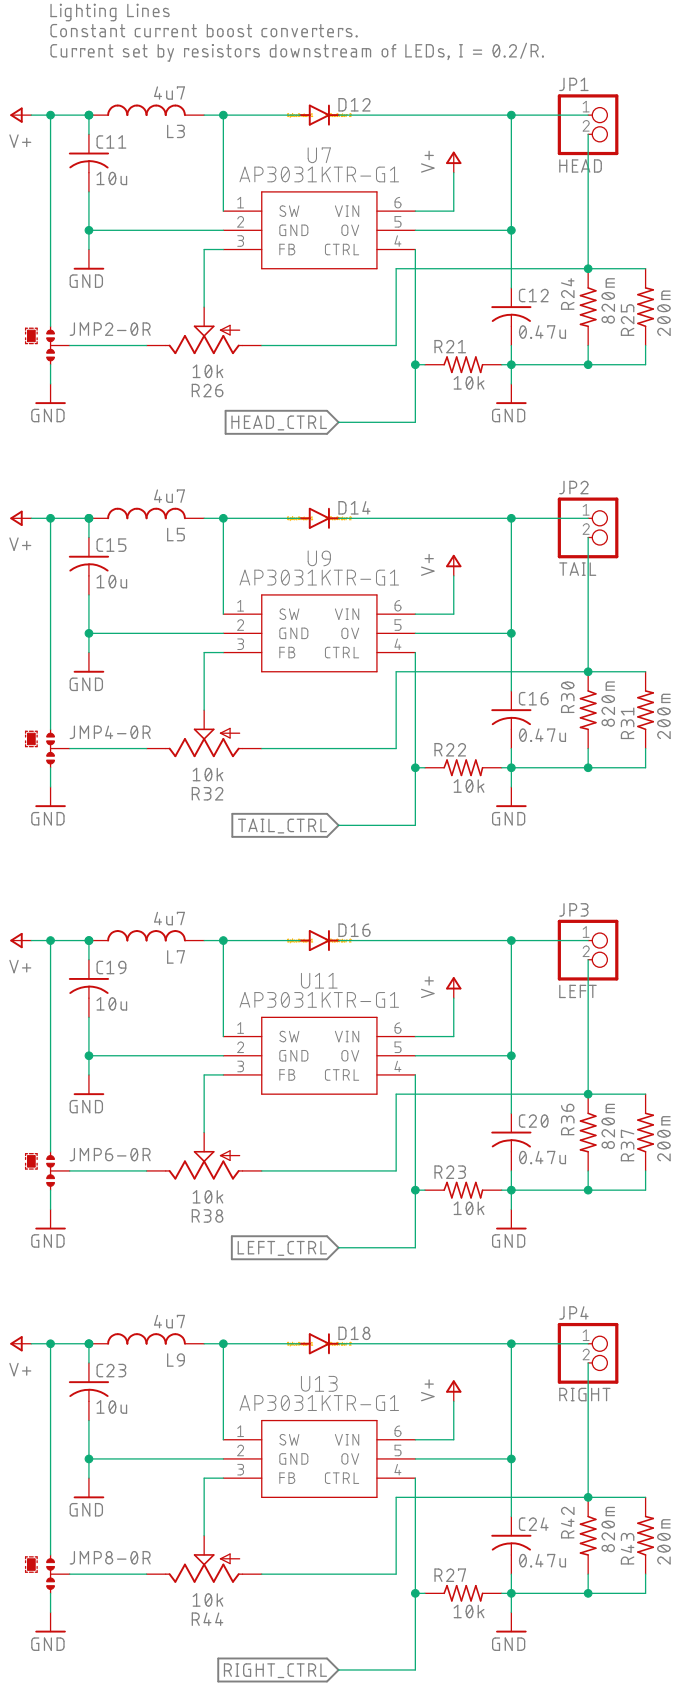 Lighting Lines
Constant current boost converters.
Current set by resistors downstream of LEDs, I = 0.2/R.
4u7
L3
D12
JP1
1
2
HEAD
V+
C11
10u
U7
AP3031KTR-G1
V+
1 SW VIN 6
2 GND OV 5
3 FB CTRL 4
GND
C12
0.47u
R24
820m
R25
200m
JMP2-0R
10k
R26
R21
10k
GND
HEAD_CTRL
GND
4u7
L5
D14
JP2
1
2
TAIL
V+
C15
10u
U9
AP3031KTR-G1
V+
1 SW VIN 6
2 GND OV 5
3 FB CTRL 4
GND
C16
0.47u
R30
820m
R31
200m
JMP4-0R
10k
R32
R22
10k
GND
TAIL_CTRL
GND
4u7
L7
D16
JP3
1
2
LEFT
V+
C19
10u
U11
AP3031KTR-G1
V+
1 SW VIN 6
2 GND OV 5
3 FB CTRL 4
GND
C20
0.47u
R36
820m
R37
200m
JMP6-0R
10k
R38
R23
10k
GND
LEFT_CTRL
GND
4u7
L9
D18
JP4
1
2
RIGHT
V+
C23
10u
U13
AP3031KTR-G1
V+
1 SW VIN 6
2 GND OV 5
3 FB CTRL 4
GND
C24
0.47u
R42
820m
R43
200m
JMP8-0R
10k
R44
R27
10k
GND
RIGHT_CTRL
GND